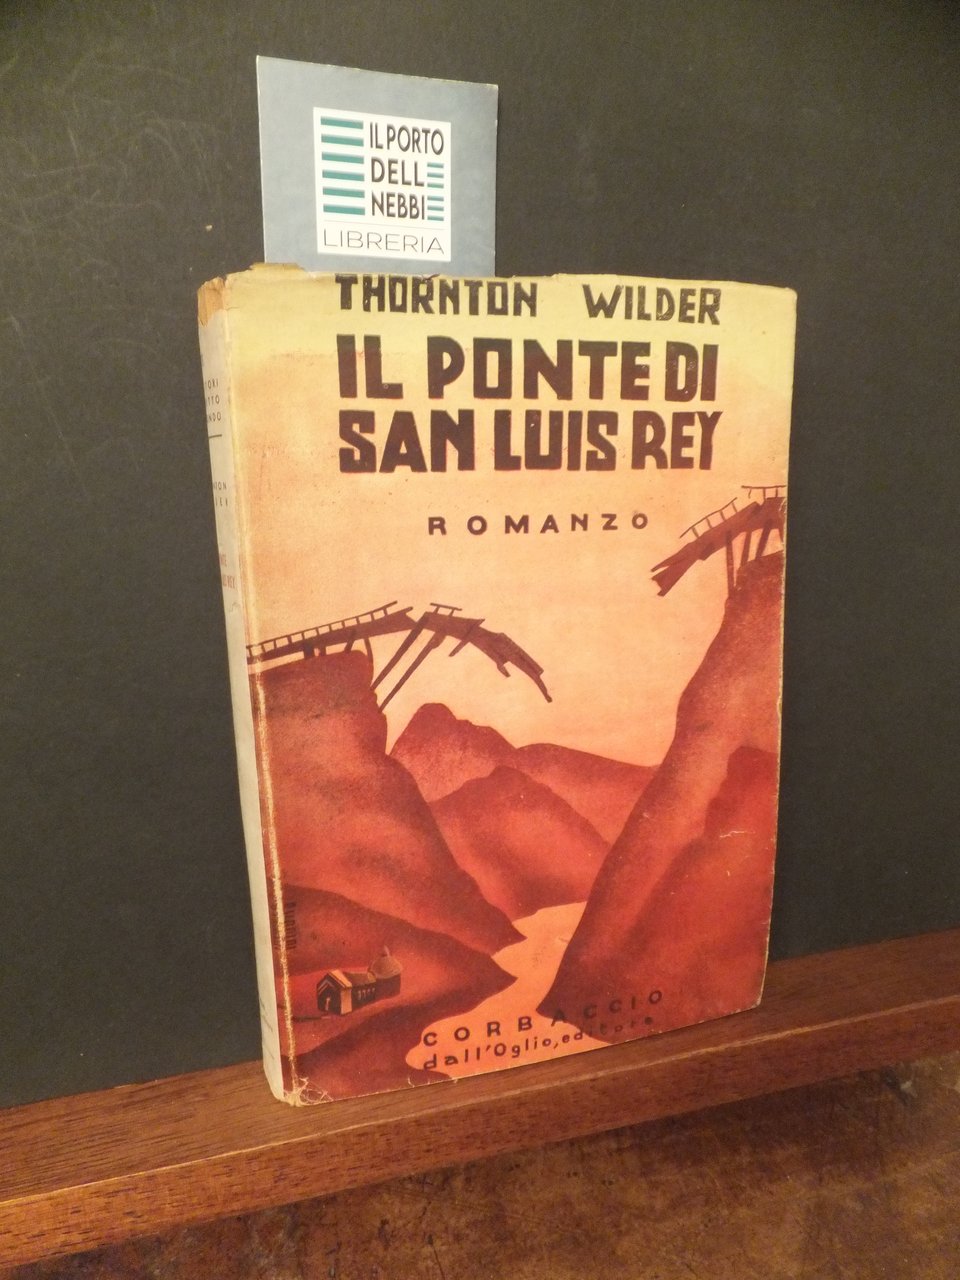 IL PORTO
DELL
NEBBI
LIBRERIA
THORNTON WILDER
IL PONTE DI
SAN LUIS REY
ROMANZO
CORBACCIO
dall'Oglio, editore